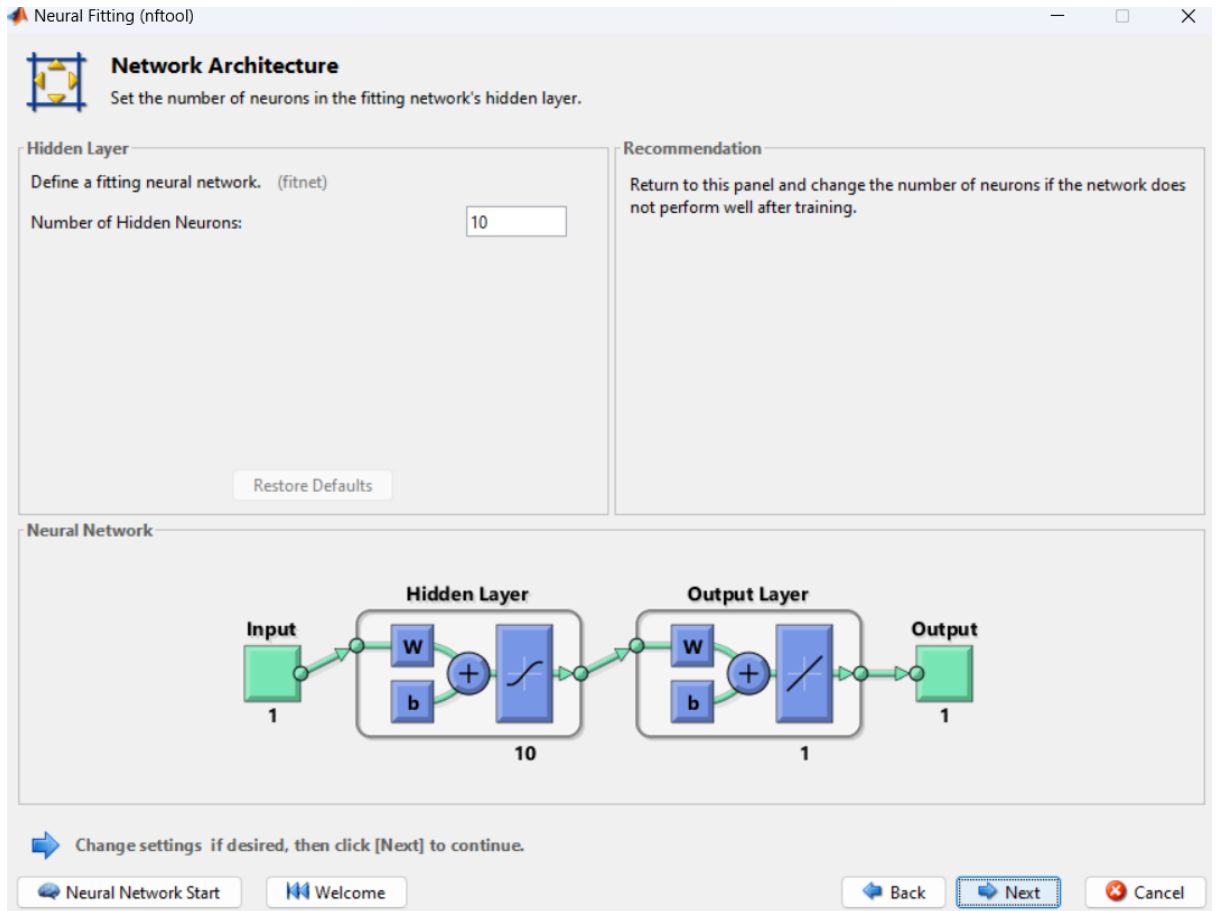 Neural Fitting (nftool)
Network Architecture
Set the number of neurons in the fitting network's hidden layer.
Hidden Layer
Define a fitting neural network. (fitnet)
Number of Hidden Neurons: 10
Restore Defaults
Recommendation
Return to this panel and change the number of neurons if the network does
not perform well after training.
Neural Network
Hidden Layer
Output Layer
Input
Output
W
b
W
b
1
10
1
1
Change settings if desired, then click [Next] to continue.
Neural Network Start
Welcome
Back
Next
Cancel